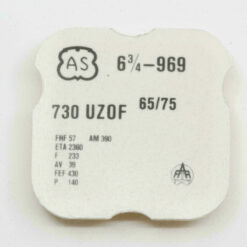 AS 6¾-969
730 UZOF 65/75
FHF 57 AM 390
ETA 2360
F 233
AV 39
FEF 430
P 140